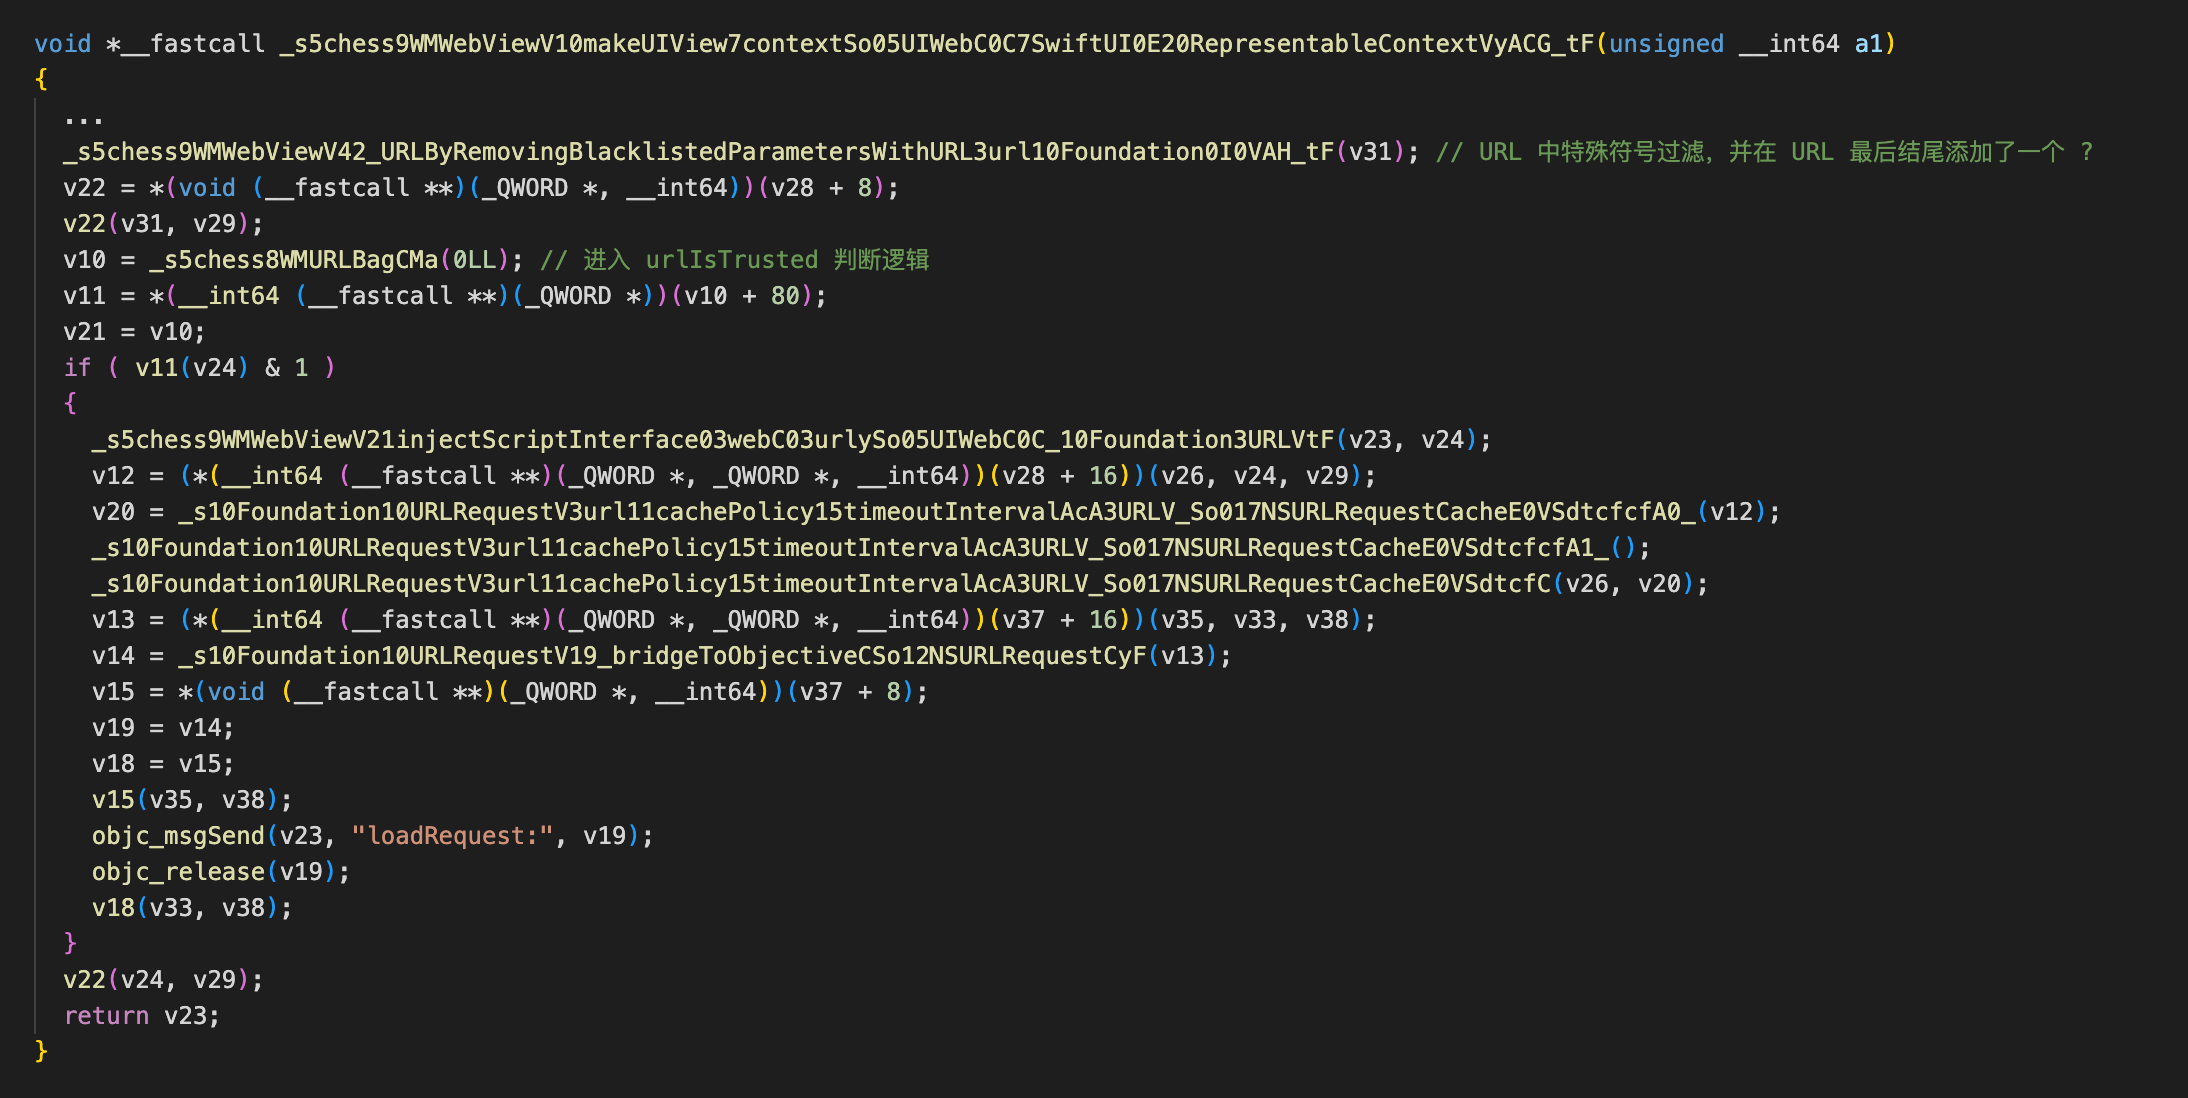 void *__fastcall _s5chess9WMWebViewV10makeUIView7contextSo05UIWebC0C7SwiftUI0E20RepresentableContextVyACG_tF(unsigned __int64 a1)
{
  ...
  _s5chess9WMWebViewV42_URLByRemovingBlacklistedParametersWithURL3url10Foundation0I0VAH_tF(v31); // URL 中特殊符号过滤，并在 URL 最后结尾添加了一个 ?
  v22 = *(void (__fastcall **)(_QWORD *, __int64))(v28 + 8);
  v22(v31, v29);
  v10 = _s5chess8WMURLBagCMa(0LL); // 进入 urlIsTrusted 判断逻辑
  v11 = *(__int64 (__fastcall **)(_QWORD *))(v10 + 80);
  v21 = v10;
  if ( v11(v24) & 1 )
  {
    _s5chess9WMWebViewV21injectScriptInterface03webC03urlySo05UIWebC0C_10Foundation3URLVtF(v23, v24);
    v12 = (*(__int64 (__fastcall **)(_QWORD *, _QWORD *, __int64))(v28 + 16))(v26, v24, v29);
    v20 = _s10Foundation10URLRequestV3url11cachePolicy15timeoutIntervalAcA3URLV_So017NSURLRequestCacheE0VSdtcfcfA0_(v12);
    _s10Foundation10URLRequestV3url11cachePolicy15timeoutIntervalAcA3URLV_So017NSURLRequestCacheE0VSdtcfcfA1_();
    _s10Foundation10URLRequestV3url11cachePolicy15timeoutIntervalAcA3URLV_So017NSURLRequestCacheE0VSdtcfC(v26, v20);
    v13 = (*(__int64 (__fastcall **)(_QWORD *, _QWORD *, __int64))(v37 + 16))(v35, v33, v38);
    v14 = _s10Foundation10URLRequestV19_bridgeToObjectiveCSo12NSURLRequestCyF(v13);
    v15 = *(void (__fastcall **)(_QWORD *, __int64))(v37 + 8);
    v19 = v14;
    v18 = v15;
    v15(v35, v38);
    objc_msgSend(v23, "loadRequest:", v19);
    objc_release(v19);
    v18(v33, v38);
  }
  v22(v24, v29);
  return v23;
}